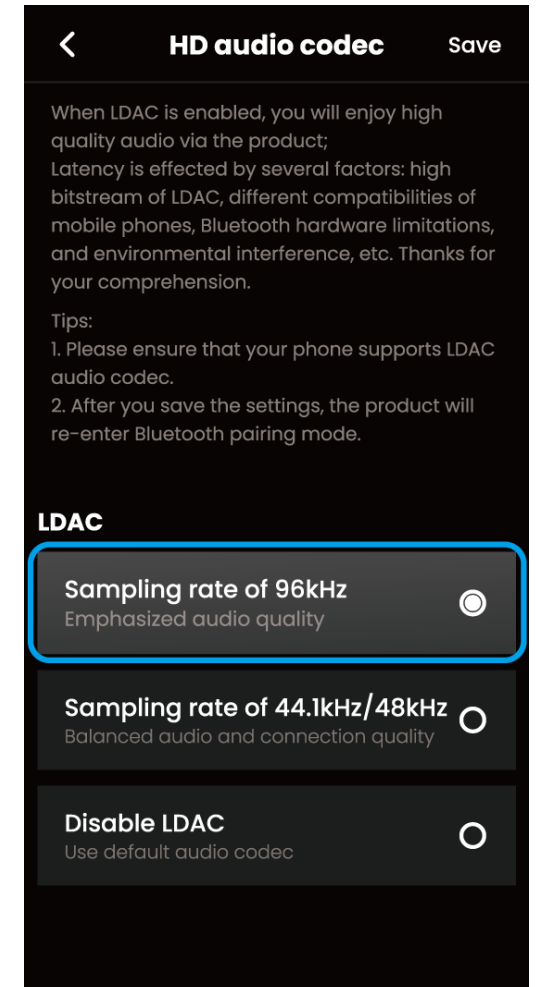 HD audio codec
Save
When LDAC is enabled, you will enjoy high
quality audio via the product;
Latency is effected by several factors: high
bitstream of LDAC, different compatibilities of
mobile phones, Bluetooth hardware limitations,
and environmental interference, etc. Thanks for
your comprehension.
Tips:
1. Please ensure that your phone supports LDAC
audio codec.
2. After you save the settings, the product will
re-enter Bluetooth pairing mode.
LDAC
Sampling rate of 96kHz
Emphasized audio quality
Sampling rate of 44.1kHz/48kHz
Balanced audio and connection quality
Disable LDAC
Use default audio codec